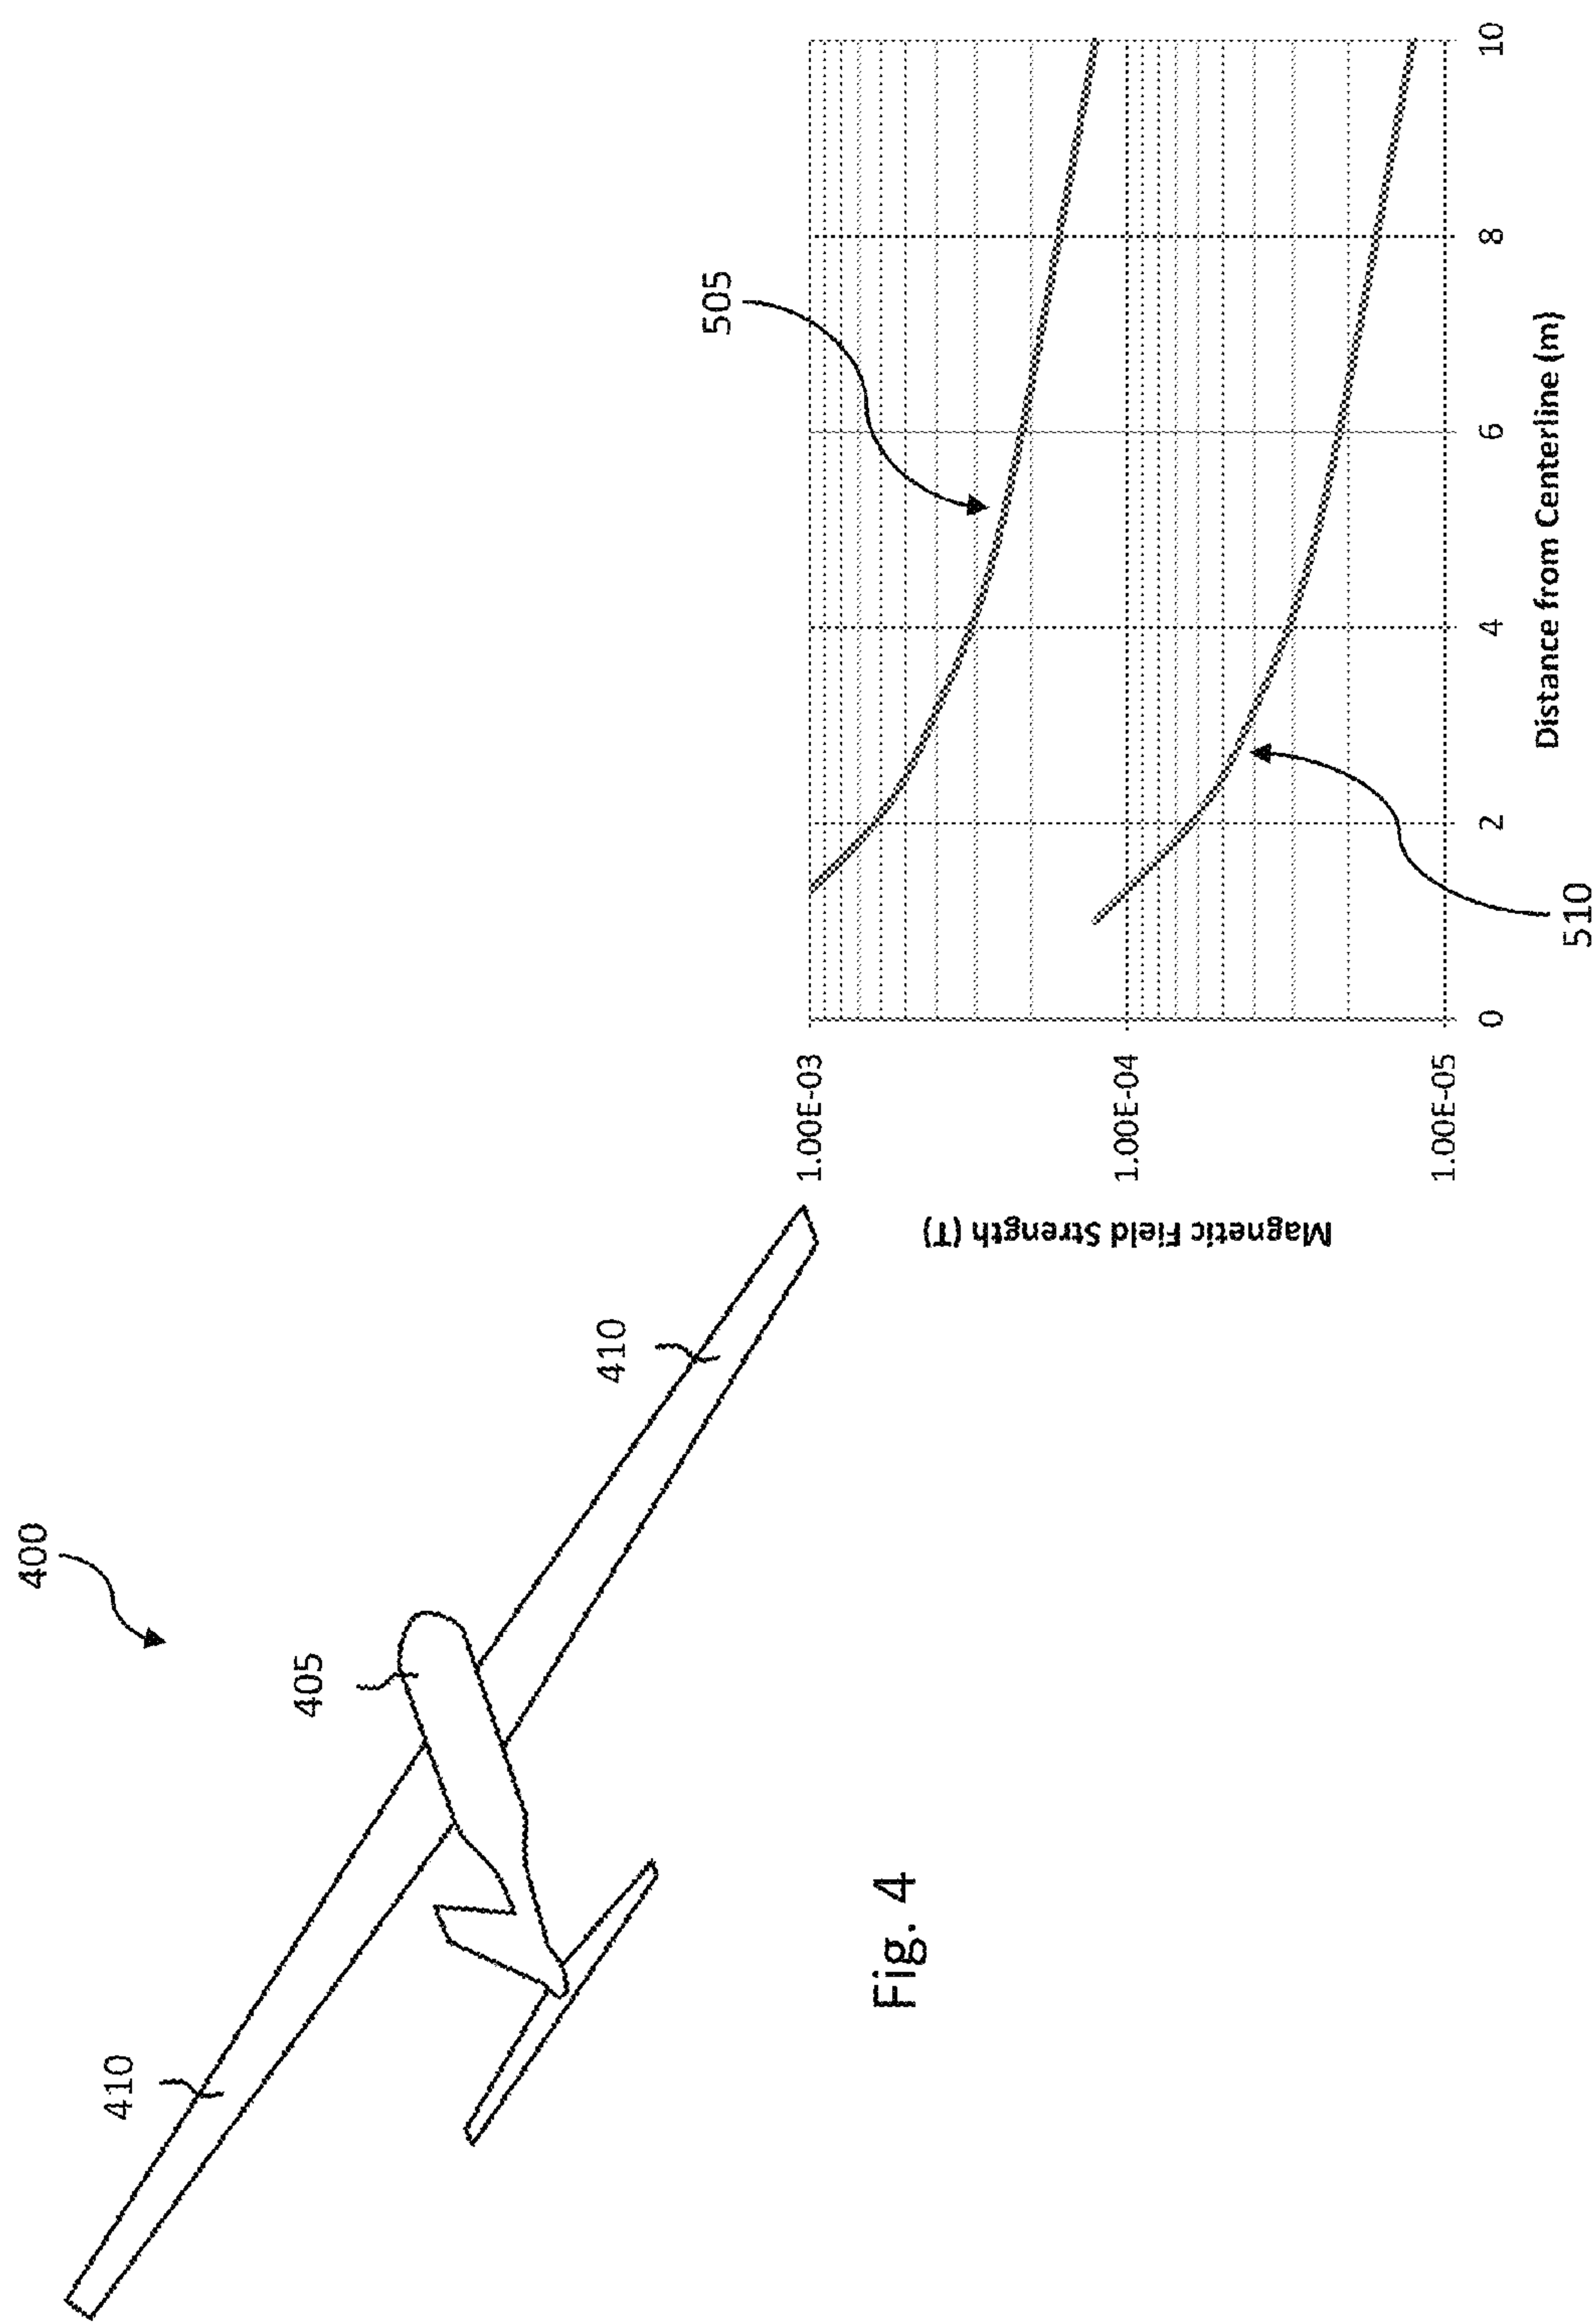 400
405
410
410
Fig. 4
505
510
Magnetic Field Strength (T)
1.00E-03
1.00E-04
1.00E-05
0
2
4
6
8
10
Distance from Centerline (m)